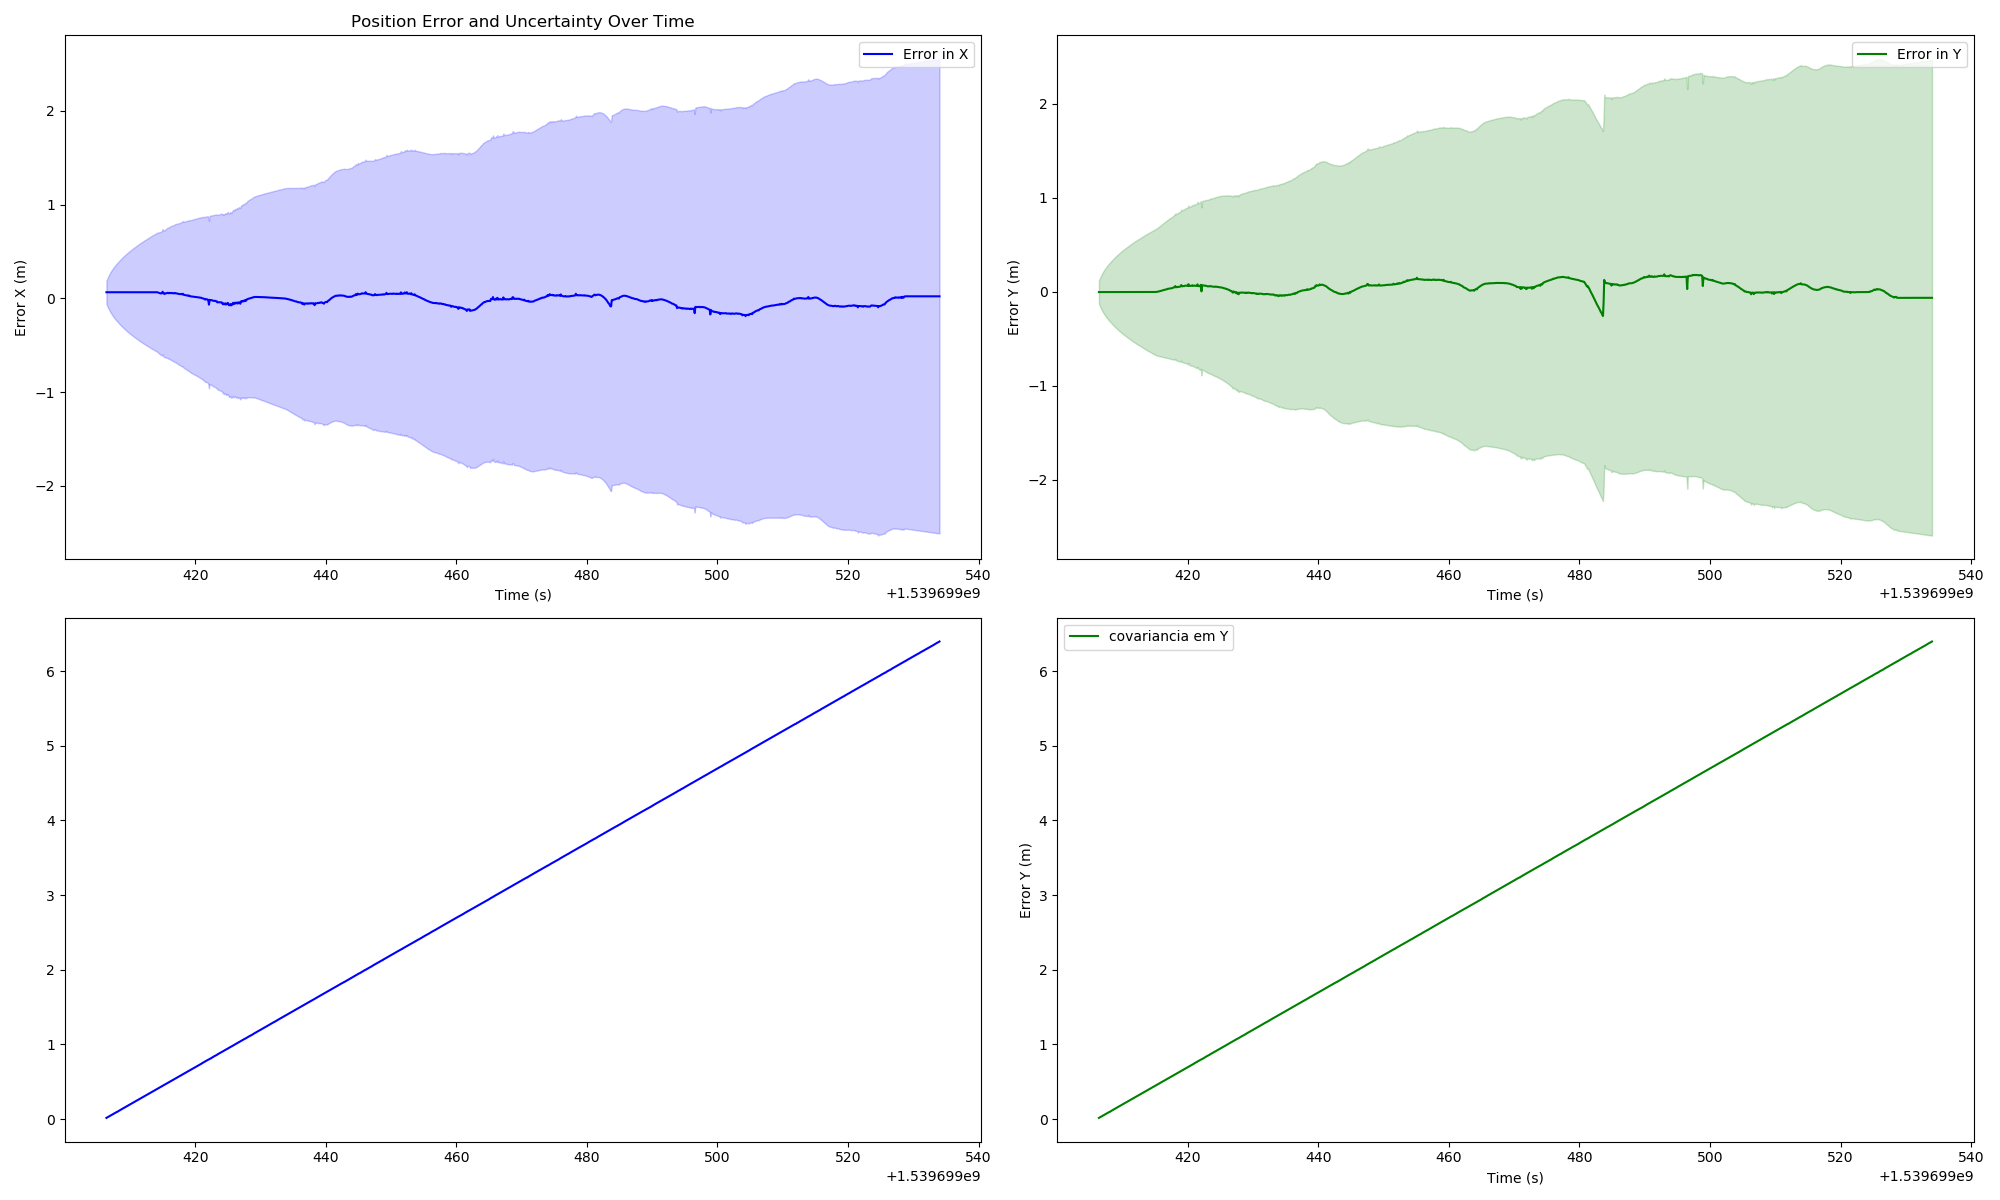 Position Error and Uncertainty Over Time
Error in X
Error X (m)
2
1
0
−1
−2
420 440 460 480 500 520 540
Time (s)
+1.539699e9
Error in Y
Error Y (m)
2
1
0
−1
−2
420 440 460 480 500 520 540
Time (s)
+1.539699e9
6
5
4
3
2
1
0
420 440 460 480 500 520 540
+1.539699e9
covariancia em Y
Error Y (m)
6
5
4
3
2
1
0
420 440 460 480 500 520 540
Time (s)
+1.539699e9